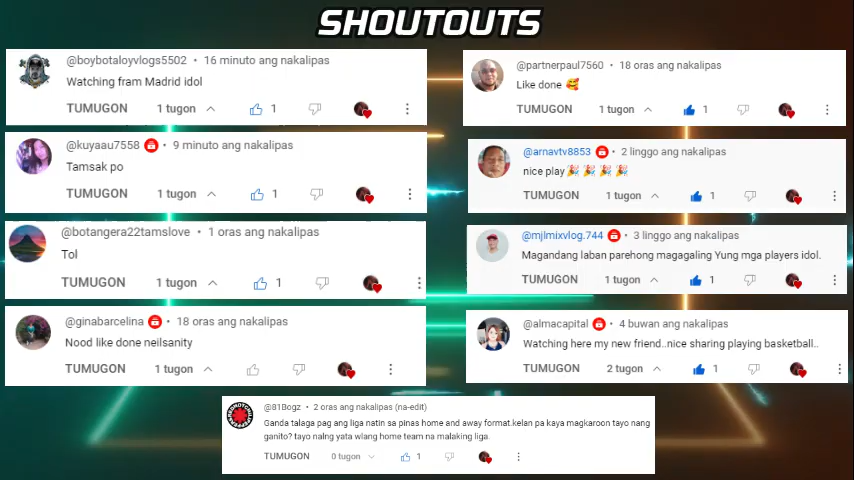 SHOUTOUTS
@boybotaloyvlogs5502 • 16 minuto ang nakalipas
Watching fram Madrid idol
TUMUGON 1 tugon 1
@kuyaau7558 • 9 minuto ang nakalipas
Tamsak po
TUMUGON 1 tugon 1
@botangera22tamslove • 1 oras ang nakalipas
Tol
TUMUGON 1 tugon 1
@ginabarcelina • 18 oras ang nakalipas
Nood like done neilsanity
TUMUGON 1 tugon
@partnerpaul7560 • 18 oras ang nakalipas
Like done 🥰
TUMUGON 1 tugon 1
@arnavtv8853 • 2 linggo ang nakalipas
nice play🎉 🎉 🎉 🎉
TUMUGON 1 tugon 1
@mjlmixvlog.744 • 3 linggo ang nakalipas
Magandang laban parehong magagaling Yung mga players idol.
TUMUGON 1 tugon 1
@almacapital • 4 buwan ang nakalipas
Watching here my new friend..nice sharing playing basketball..
TUMUGON 2 tugon 1
@81Bogz • 2 oras ang nakalipas (na-edit)
Ganda talaga pag ang liga natin sa pinas home and away format.kelan pa kaya magkaroon tayo nang
ganito? tayo nalng yata wlang home team na malaking liga.
TUMUGON 0 tugon 1